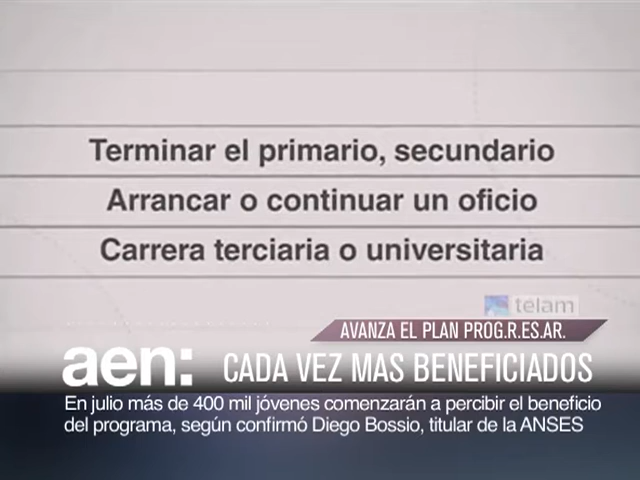 Terminar el primario, secundario
Arrancar o continuar un oficio
Carrera terciaria o universitaria
télam
AVANZA EL PLAN PROG.R.ES.AR.
aen:
CADA VEZ MAS BENEFICIADOS
En julio más de 400 mil jóvenes comenzarán a percibir el beneficio
del programa, según confirmó Diego Bossio, titular de la ANSES